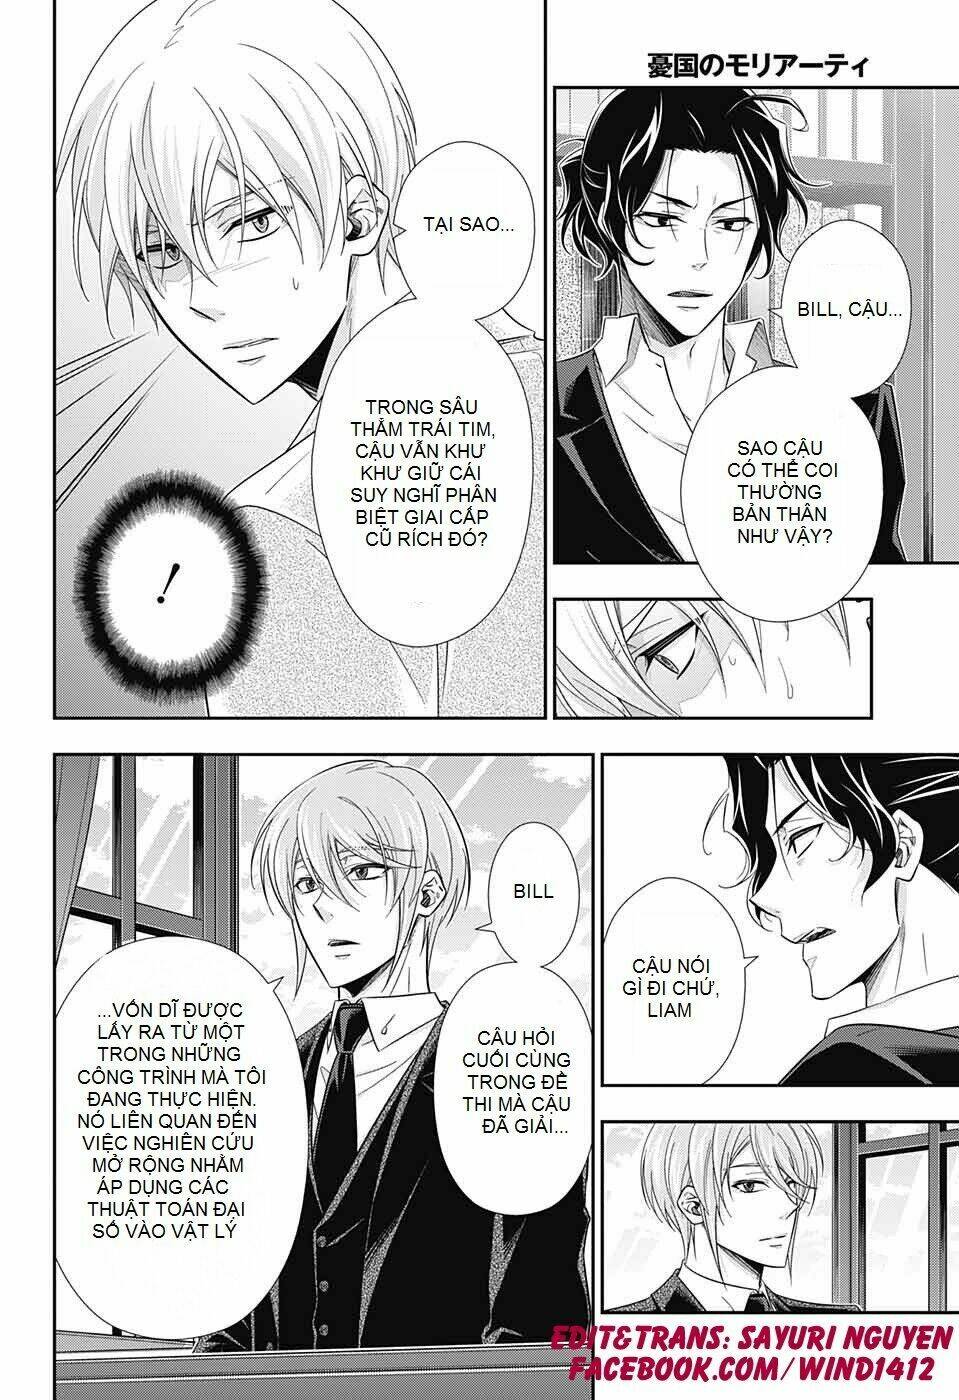 憂国のモリアーティ
BILL, CẬU...
SAO CẬU
CÓ THỂ COI
THƯỜNG
BẢN THÂN
NHƯ VẬY?
TẠI SAO...
TRONG SÂU
THẲM TRÁI TIM,
CẬU VẪN KHƯ
KHƯ GIỮ CÁI
SUY NGHĨ PHÂN
BIỆT GIAI CẤP
CŨ RÍCH ĐÓ?
!
CẬU NÓI
GÌ ĐI CHỨ,
LIAM
BILL
CÂU HỎI
CUỐI CÙNG
TRONG ĐỀ
THI MÀ CẬU
ĐÃ GIẢI...
...VỐN DĨ ĐƯỢC
LẤY RA TỪ MỘT
TRONG NHỮNG
CÔNG TRÌNH MÀ TÔI
ĐANG THỰC HIỆN.
NÓ LIÊN QUAN ĐẾN
VIỆC NGHIÊN CỨU
MỞ RỘNG NHẰM
ÁP DỤNG CÁC
THUẬT TOÁN ĐẠI
SỐ VÀO VẬT LÝ
EDIT&TRANS: SAYURI NGUYEN
FACEBOOK.COM/WIND1412